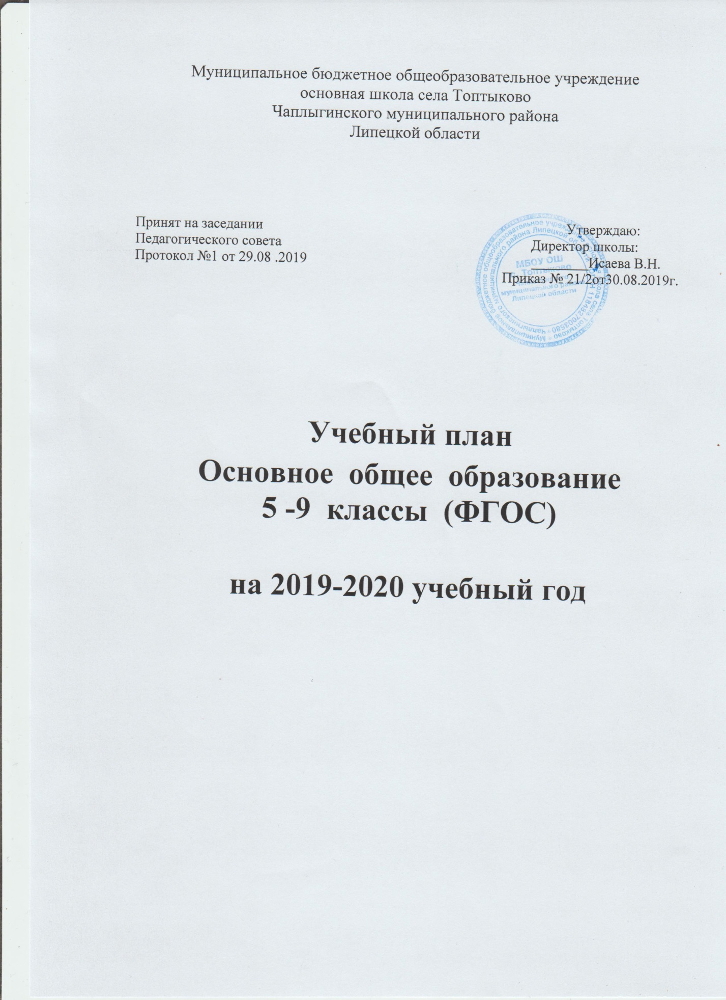 Муниципальное бюджетное общеобразовательное учреждение
основная школа села Топтыково
Чаплыгинского муниципального района
Липецкой области
Принят на заседании
Педагогического совета
Протокол №1 от 29.08 .2019
Утверждаю:
Директор школы:
________Исаева В.Н.
Приказ № 21/2от30.08.2019г.
МБОУ ОШ
с. Топтыково
муниципального района
Липецкой области
Муниципальное бюджетное общеобразовательное учреждение основная школа села Топтыково
Чаплыгинского муниципального района Липецкой области
1184827003580
Учебный план
Основное общее образование
5 -9 классы (ФГОС)
на 2019-2020 учебный год